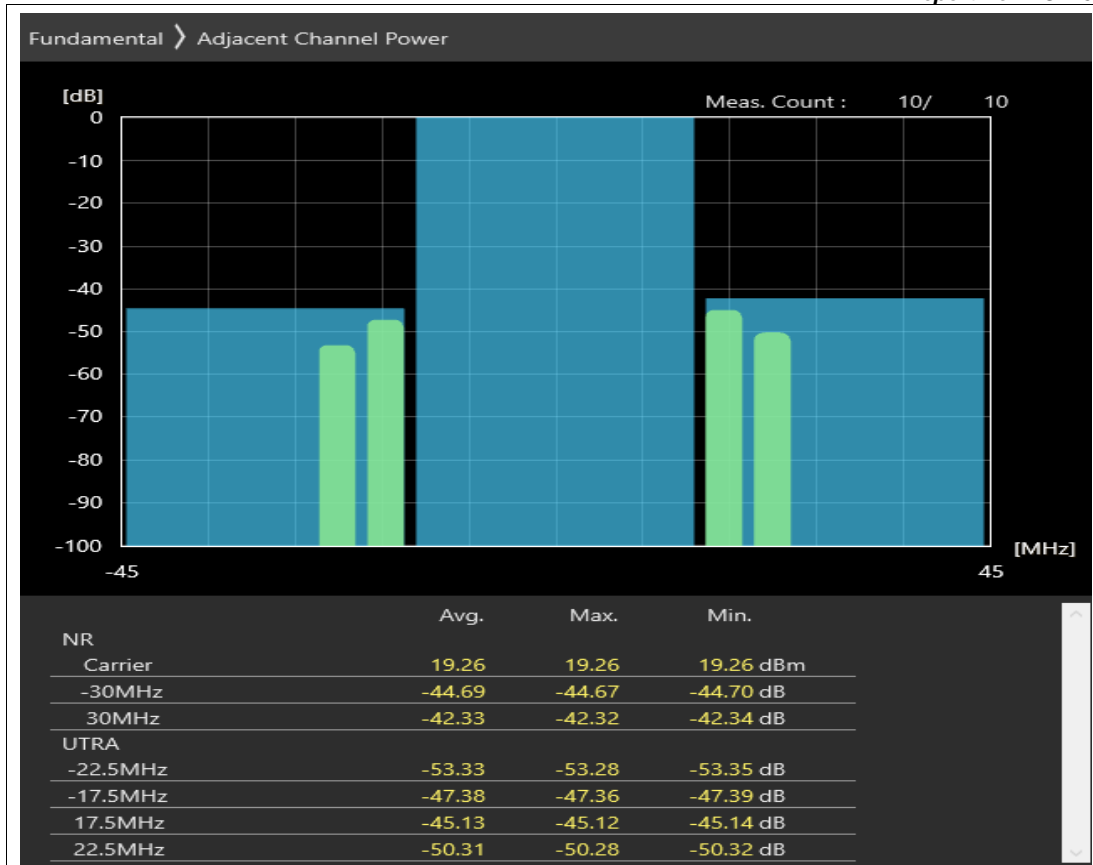 Fundamental ❯ Adjacent Channel Power
[dB]
Meas. Count : 10/ 10
0
-10
-20
-30
-40
-50
-60
-70
-80
-90
-100
[MHz]
-45 45
Avg. Max. Min.
NR
Carrier 19.26 19.26 19.26 dBm
-30MHz -44.69 -44.67 -44.70 dB
30MHz -42.33 -42.32 -42.34 dB
UTRA
-22.5MHz -53.33 -53.28 -53.35 dB
-17.5MHz -47.38 -47.36 -47.39 dB
17.5MHz -45.13 -45.12 -45.14 dB
22.5MHz -50.31 -50.28 -50.32 dB